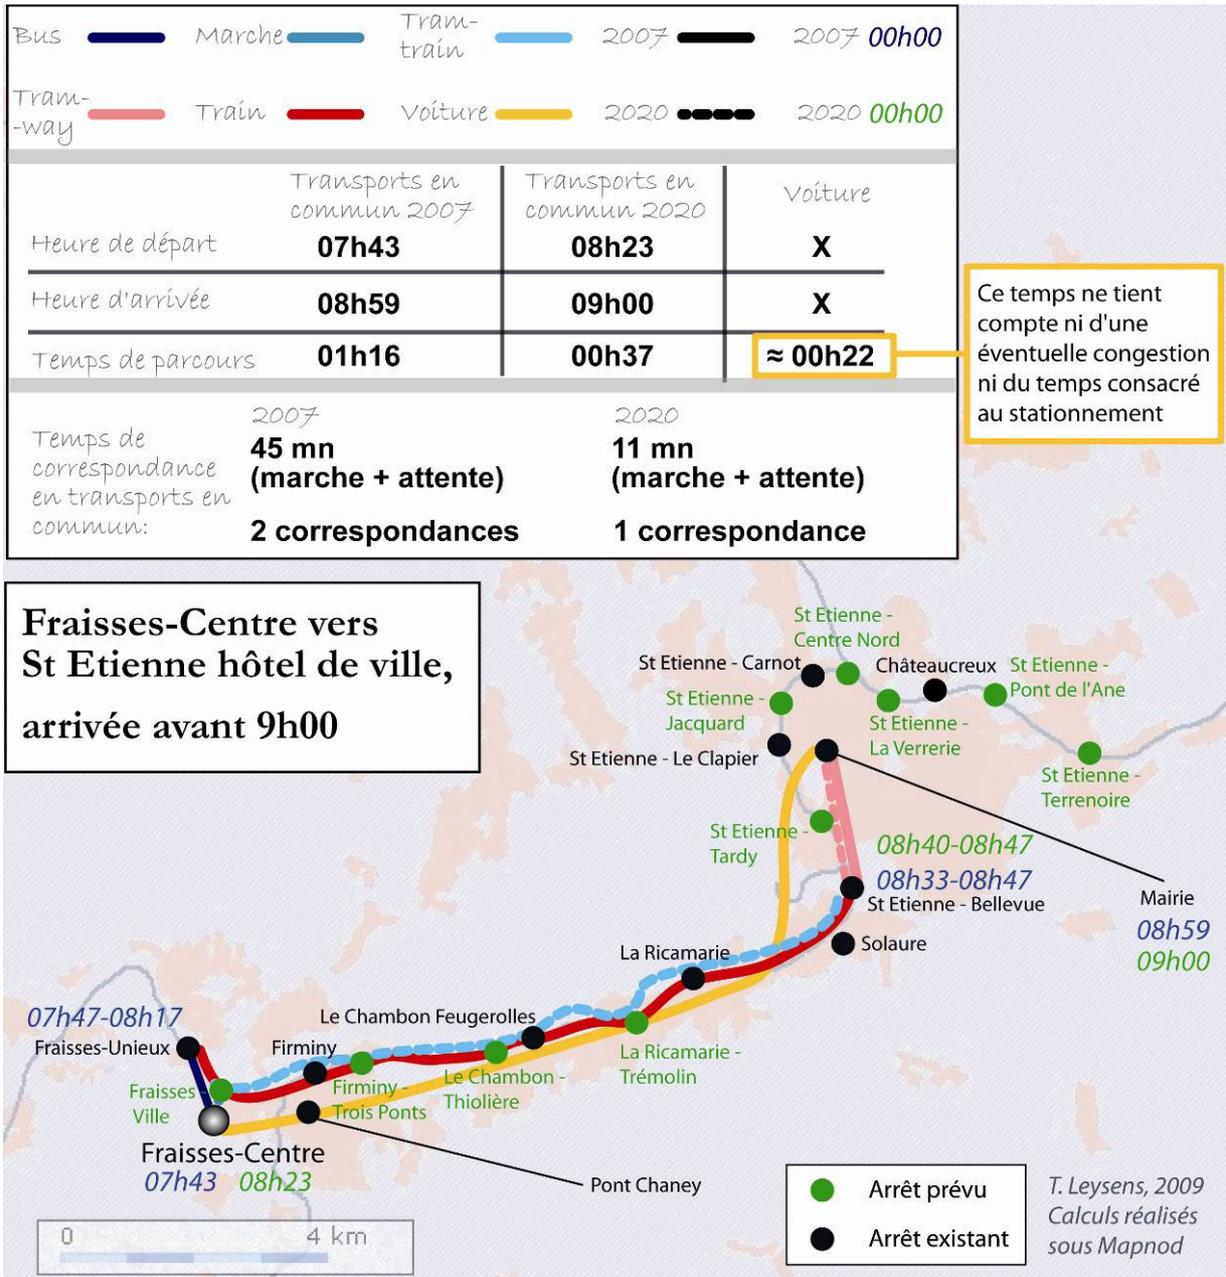 Bus Marche Tram-train 2007 2007 00h00
Tram--way Train Voiture 2020 2020 00h00
Transports en commun 2007 Transports en commun 2020 Voiture
Heure de départ 07h43 08h23 X
Heure d'arrivée 08h59 09h00 X
Temps de parcours 01h16 00h37 ≈ 00h22
Ce temps ne tient
compte ni d'une
éventuelle congestion
ni du temps consacré
au stationnement
Temps de
correspondance
en transports en
commun:
2007
45 mn
(marche + attente)
2 correspondances
2020
11 mn
(marche + attente)
1 correspondance
Fraisses-Centre vers
St Etienne hôtel de ville,
arrivée avant 9h00
St Etienne -
Centre Nord
St Etienne - Carnot
Châteaucreux
St Etienne -
Pont de l'Ane
St Etienne -
Jacquard
St Etienne -
La Verrerie
St Etienne - Le Clapier
St Etienne -
Terrenoire
St Etienne -
Tardy
08h40-08h47
08h33-08h47
St Etienne - Bellevue
Mairie
08h59
09h00
Solaure
La Ricamarie
Le Chambon Feugerolles
07h47-08h17
Fraisses-Unieux
Firminy
La Ricamarie -
Trémolin
Fraisses -
Ville
Firminy -
Trois Ponts
Le Chambon -
Thiolière
Fraisses-Centre
07h43 08h23
Pont Chaney
0 4 km
Arrêt prévu
Arrêt existant
T. Leysens, 2009
Calculs réalisés
sous Mapnod